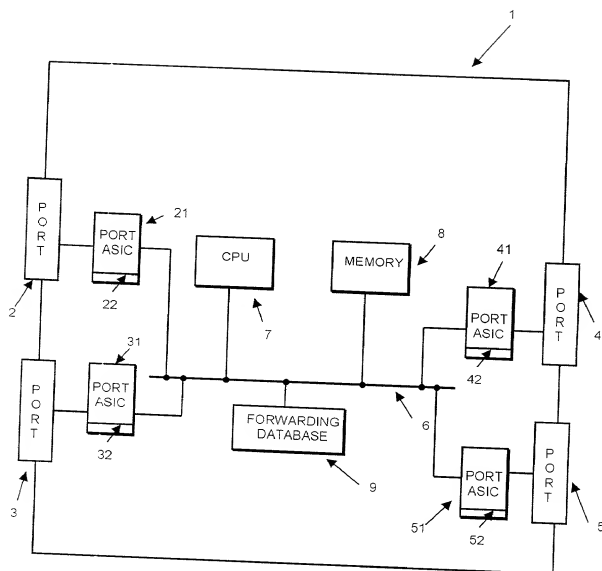 1
PORT
21
PORT
ASIC
22
2
CPU
7
MEMORY
8
41
PORT
ASIC
42
PORT
4
31
PORT
ASIC
32
PORT
3
6
FORWARDING
DATABASE
9
PORT
ASIC
51
52
PORT
5